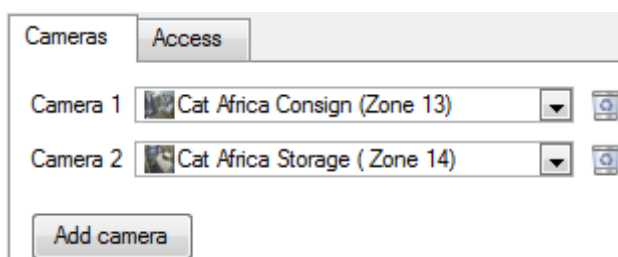 Cameras Access
Camera 1 Cat Africa Consign (Zone 13)
Camera 2 Cat Africa Storage ( Zone 14)
Add camera